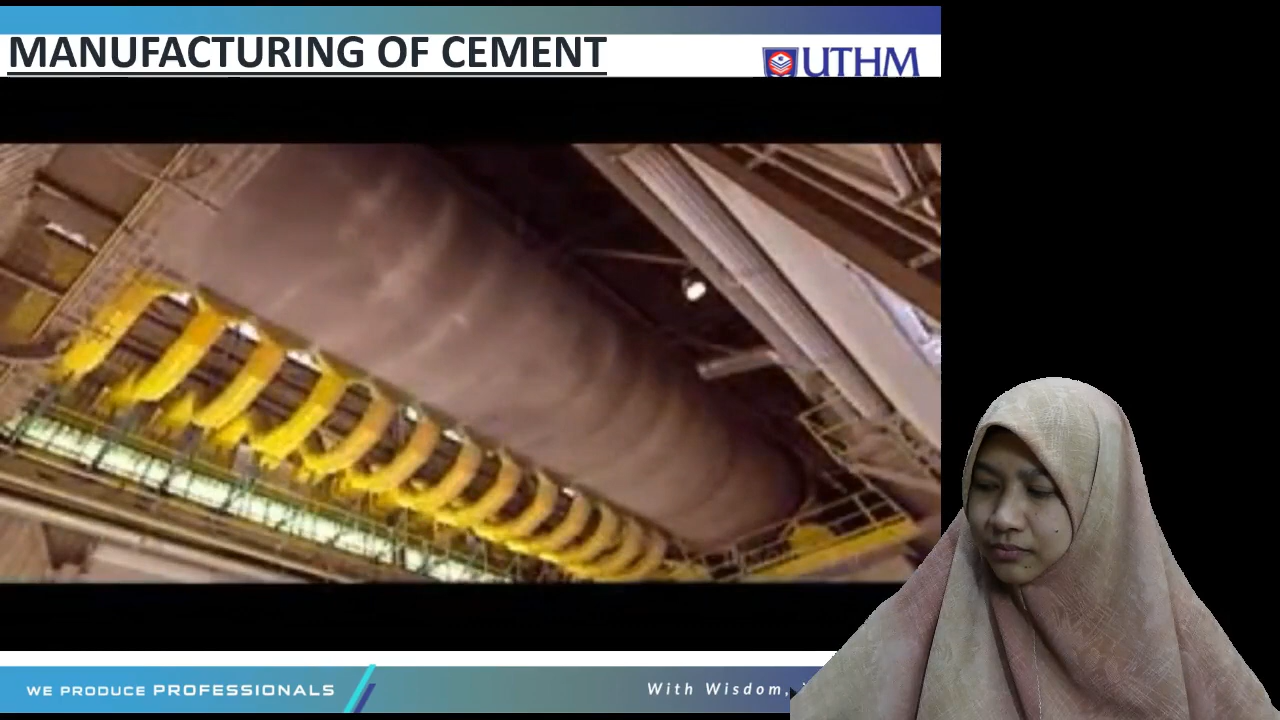 MANUFACTURING OF CEMENT
UTHM
WE PRODUCE PROFESSIONALS
With Wisdom,